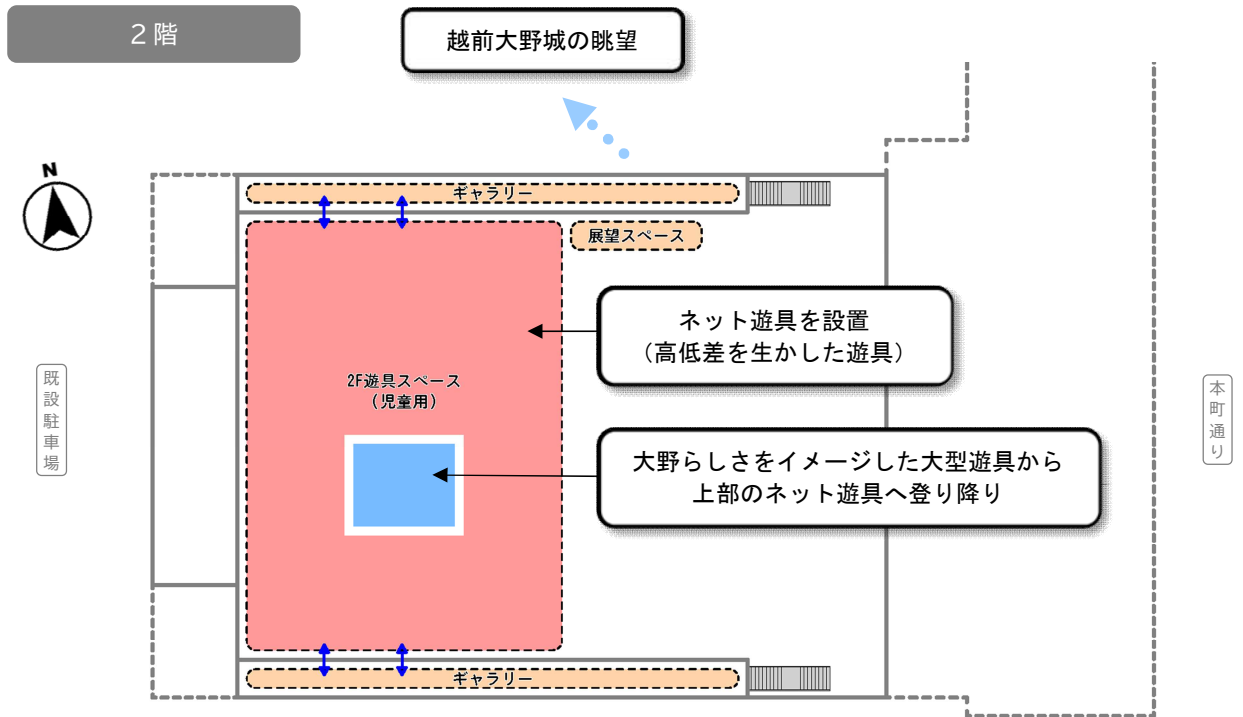 2階
越前大野城の眺望
N
ギャラリー
展望スペース
ネット遊具を設置
(高低差を生かした遊具)
2F遊具スペース
(児童用)
既設駐車場
本町通り
大野らしさをイメージした大型遊具から
上部のネット遊具へ登り降り
ギャラリー